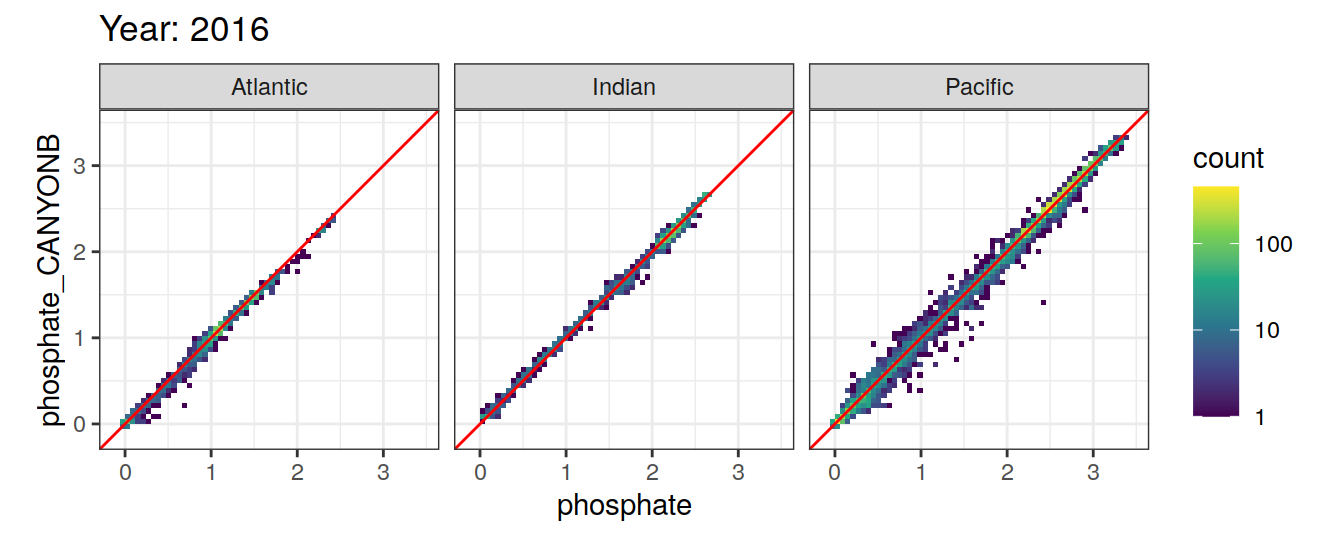 Year: 2016
Atlantic
Indian
Pacific
phosphate_CANYONB
3
2
1
0
0 1 2 3
0 1 2 3
0 1 2 3
phosphate
count
100
10
1